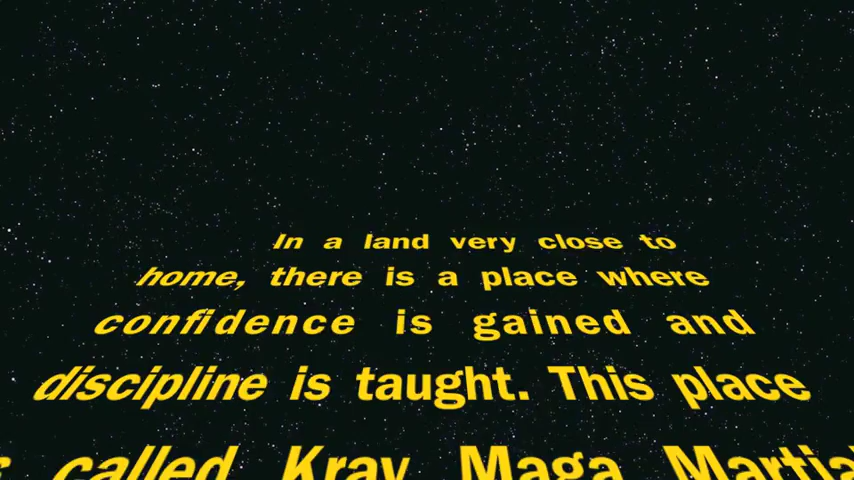 In a land very close to
home, there is a place where
confidence is gained and
discipline is taught. This place
called Krav Maga Martial